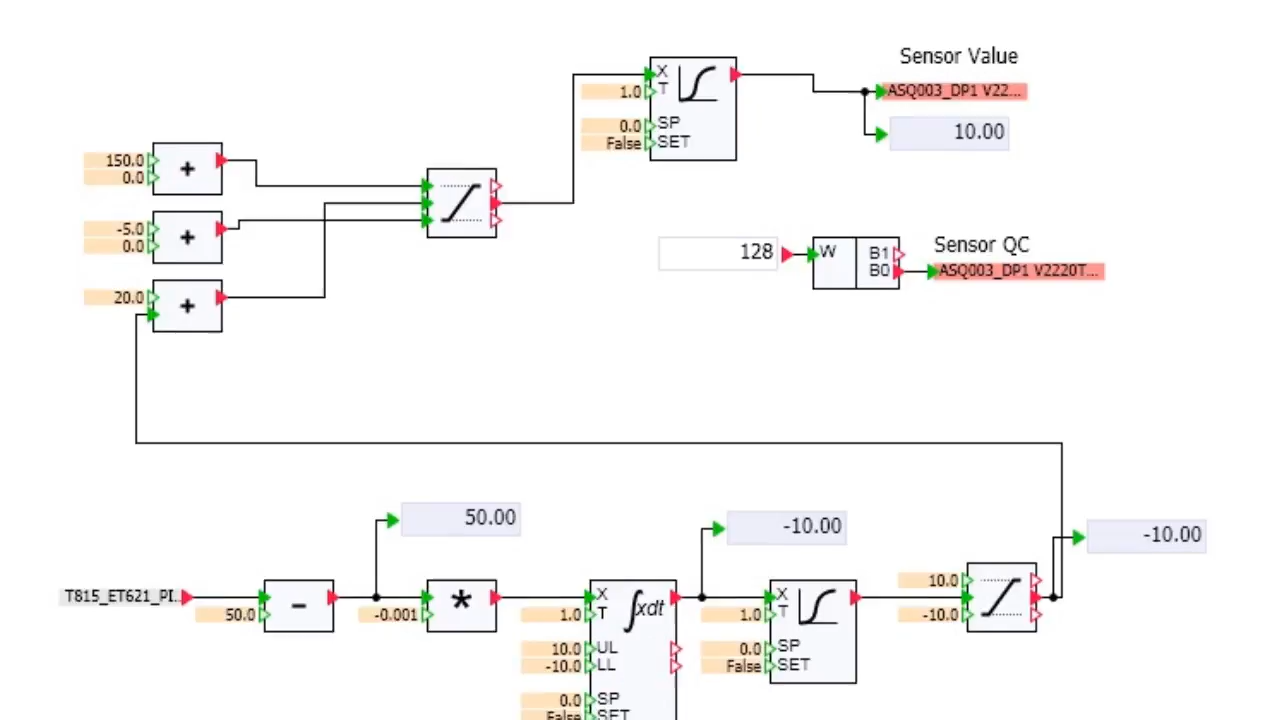 Sensor Value
X
1.0 T
ASQ003_DP1 V22...
0.0 SP
False SET
10.00
150.0
0.0
+
-5.0
0.0
+
128
W
B1
B0
Sensor QC
ASQ003_DP1 V2220T...
20.0
+
50.00
-10.00
-10.00
T815_ET621_PI..
50.0
-
-0.001
*
X
1.0 T
∫xdt
10.0 UL
-10.0 LL
0.0 SP
False SET
X
1.0 T
0.0 SP
False SET
10.0
-10.0